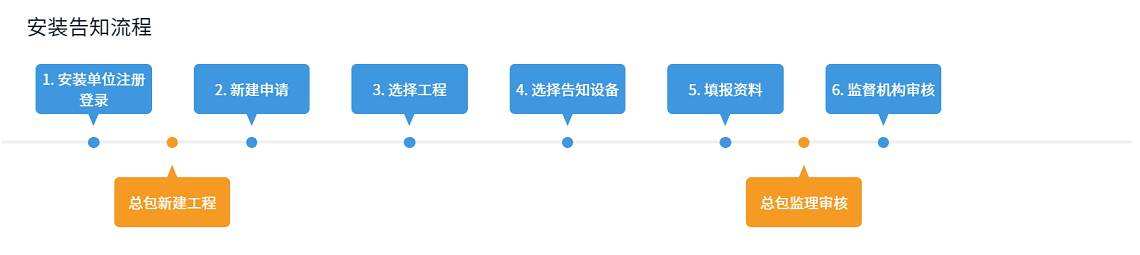 安装告知流程
1. 安装单位注册
登录
2. 新建申请
3. 选择工程
4. 选择告知设备
5. 填报资料
6. 监督机构审核
总包新建工程
总包监理审核